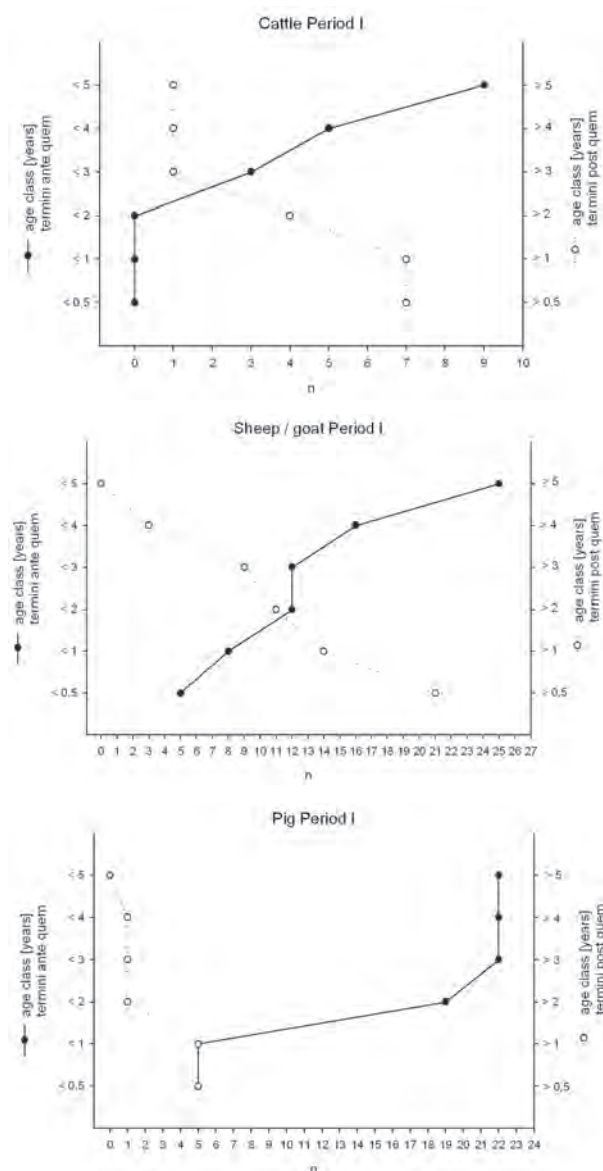 Cattle Period I
age class [years]
termini ante quem
< 5
< 4
< 3
< 2
< 1
< 0,5
> 5
> 4
> 3
> 2
> 1
> 0,5
age class [years]
termini post quem
0 1 2 3 4 5 6 7 8 9 10
n
Sheep / goat Period I
age class [years]
termini ante quem
< 5
< 4
< 3
< 2
< 1
< 0,5
> 5
> 4
> 3
> 2
> 1
> 0,5
age class [years]
termini post quem
0 1 2 3 4 5 6 7 8 9 10 11 12 13 14 15 16 17 18 19 20 21 22 23 24 25 26 27
n
Pig Period I
age class [years]
termini ante quem
< 5
< 4
< 3
< 2
< 1
< 0,5
> 5
> 4
> 3
> 2
> 1
> 0,5
age class [years]
termini post quem
0 1 2 3 4 5 6 7 8 9 10 11 12 13 14 15 16 17 18 19 20 21 22 23 24
n